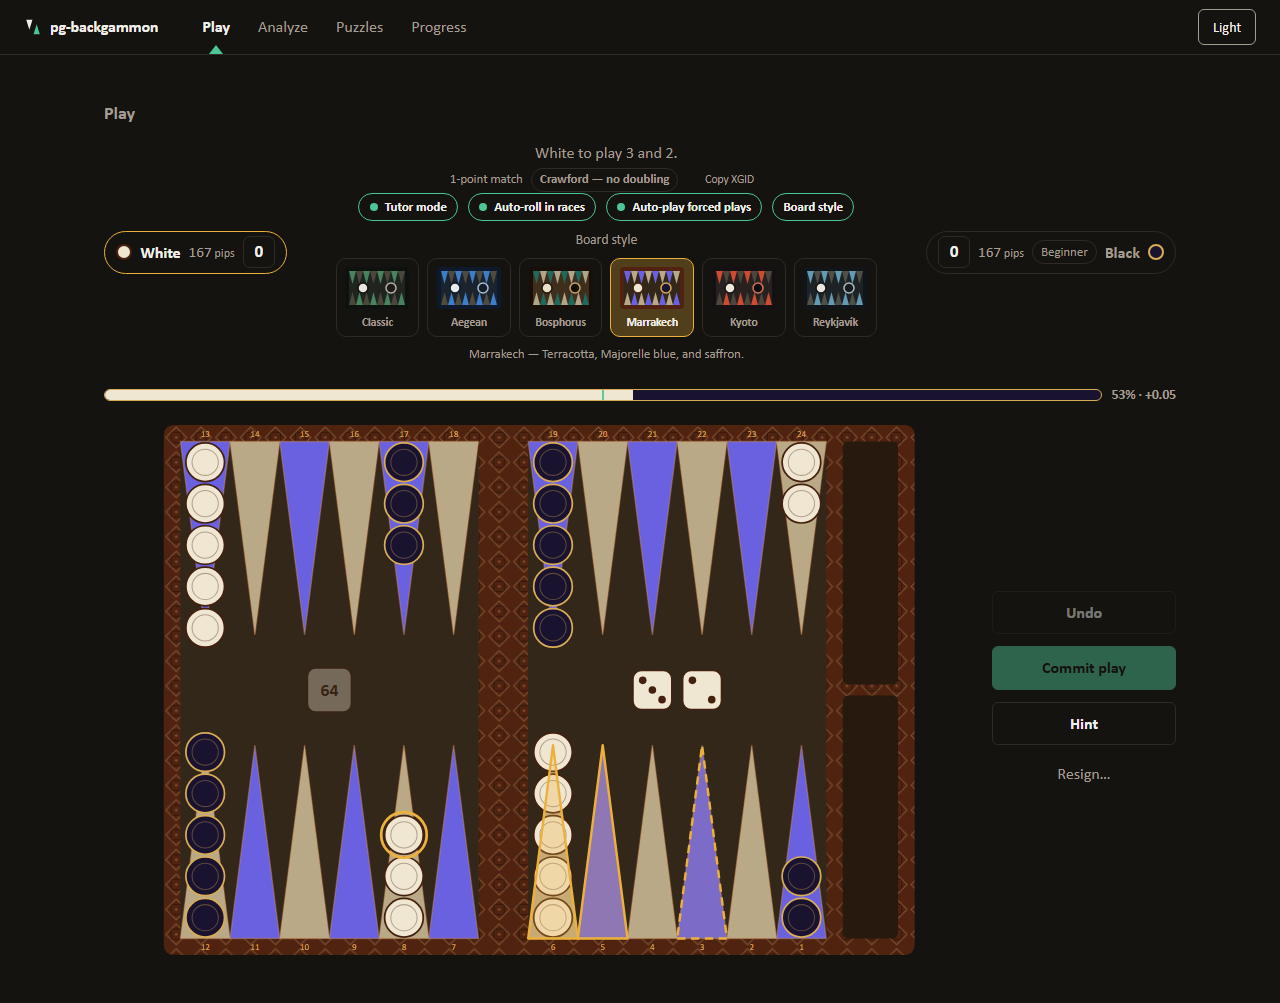 pg-backgammon Play Analyze Puzzles Progress Light
Play
White to play 3 and 2.
1-point match Crawford — no doubling Copy XGID
Tutor mode Auto-roll in races Auto-play forced plays Board style
White 167 pips 0
Board style
0 167 pips Beginner Black
Classic Aegean Bosphorus Marrakech Kyoto Reykjavík
Marrakech — Terracotta, Majorelle blue, and saffron.
53% · +0.05
13 14 15 16 17 18 19 20 21 22 23 24
64
Undo
Commit play
Hint
Resign...
12 11 10 9 8 7 6 5 4 3 2 1